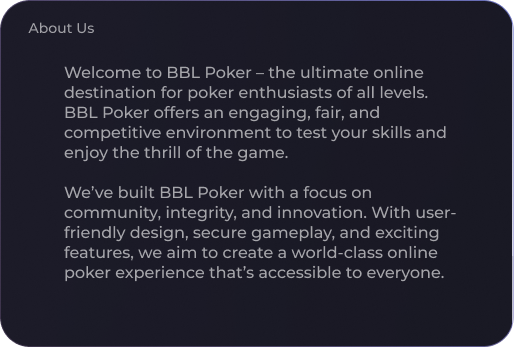 About Us
Welcome to BBL Poker – the ultimate online
destination for poker enthusiasts of all levels.
BBL Poker offers an engaging, fair, and
competitive environment to test your skills and
enjoy the thrill of the game.
We’ve built BBL Poker with a focus on
community, integrity, and innovation. With user-
friendly design, secure gameplay, and exciting
features, we aim to create a world-class online
poker experience that’s accessible to everyone.